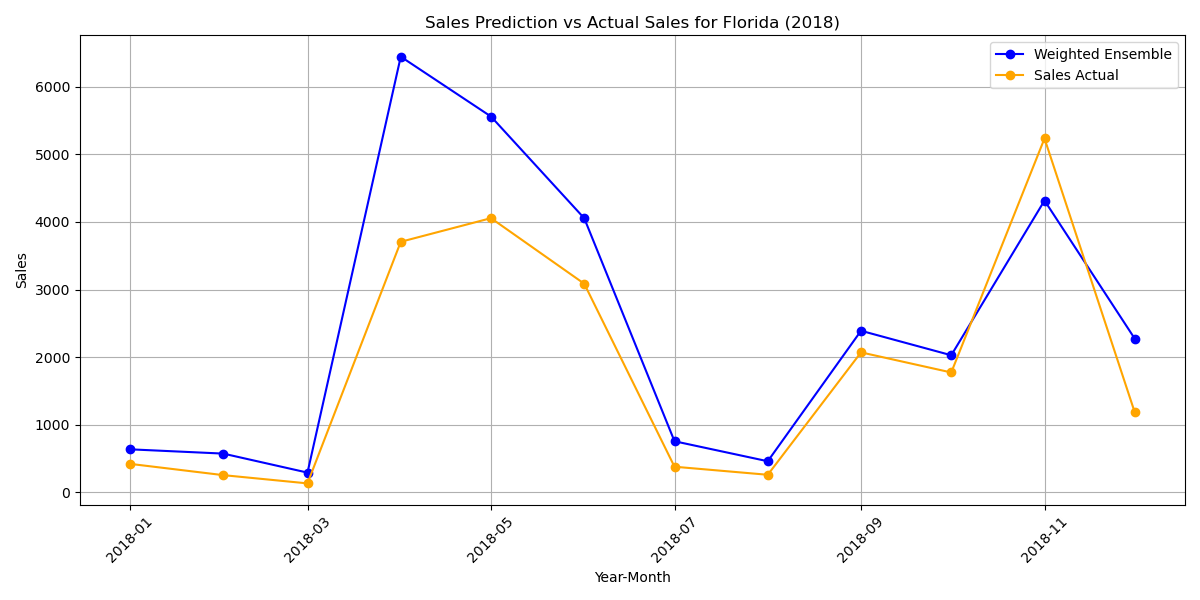 Sales Prediction vs Actual Sales for Florida (2018)
Weighted Ensemble
Sales Actual
6000
5000
4000
3000
2000
1000
0
Sales
2018-01
2018-03
2018-05
2018-07
2018-09
2018-11
Year-Month